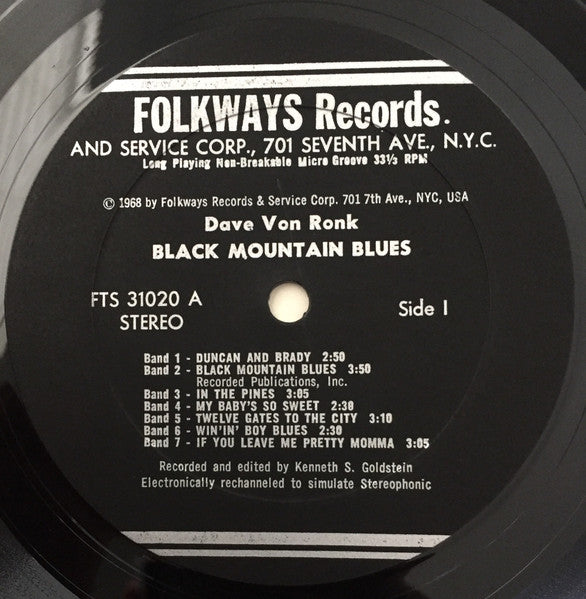 FOLKWAYS Records.
AND SERVICE CORP., 701 SEVENTH AVE., N.Y.C.
Long Playing Non-Breakable Micro Groove 33⅓ RPM
© 1968 by Folkways Records & Service Corp. 701 7th Ave., NYC, USA
Dave Von Ronk
BLACK MOUNTAIN BLUES
FTS 31020 A
STEREO
Side I
Band 1 - DUNCAN AND BRADY 2:50
Band 2 - BLACK MOUNTAIN BLUES 3:50
Recorded Publications, Inc.
Band 3 - IN THE PINES 3:05
Band 4 - MY BABY'S SO SWEET 2:30
Band 5 - TWELVE GATES TO THE CITY 3:10
Band 6 - WIN'IN' BOY BLUES 2:30
Band 7 - IF YOU LEAVE ME PRETTY MOMMA 3:05
Recorded and edited by Kenneth S. Goldstein
Electronically rechanneled to simulate Stereophonic